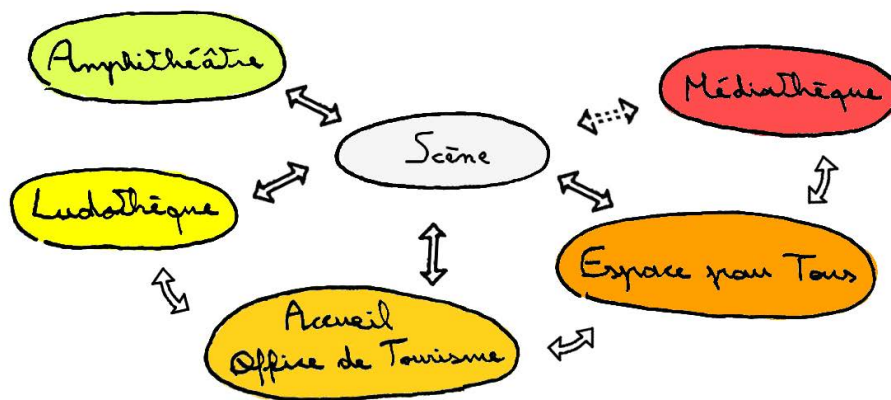 Amphithéâtre
Médiathèque
Scène
Ludothèque
Espace pour Tous
Accueil
Office de Tourisme